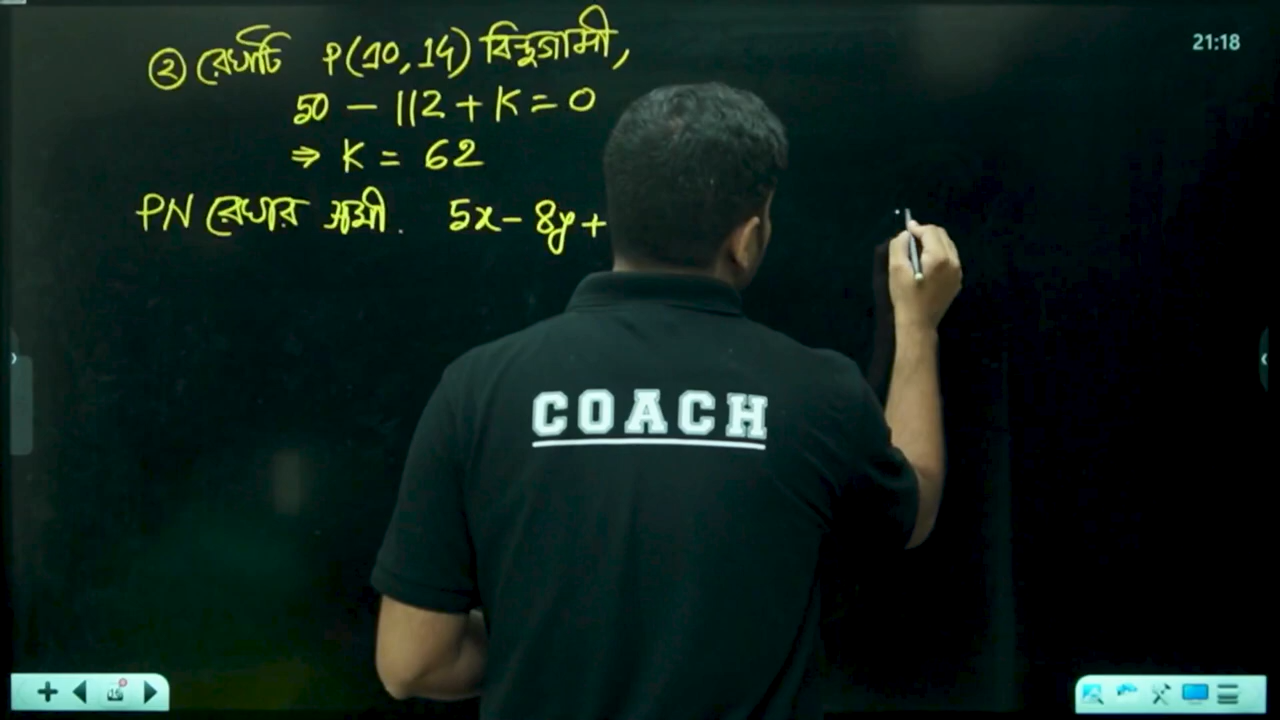 ② রেখাটি P(10, 14) বিন্দুগামী,
50 - 112 + K = 0
⇒ K = 62
PN রেখার সমী. 5x - 8y +
21:18
COACH